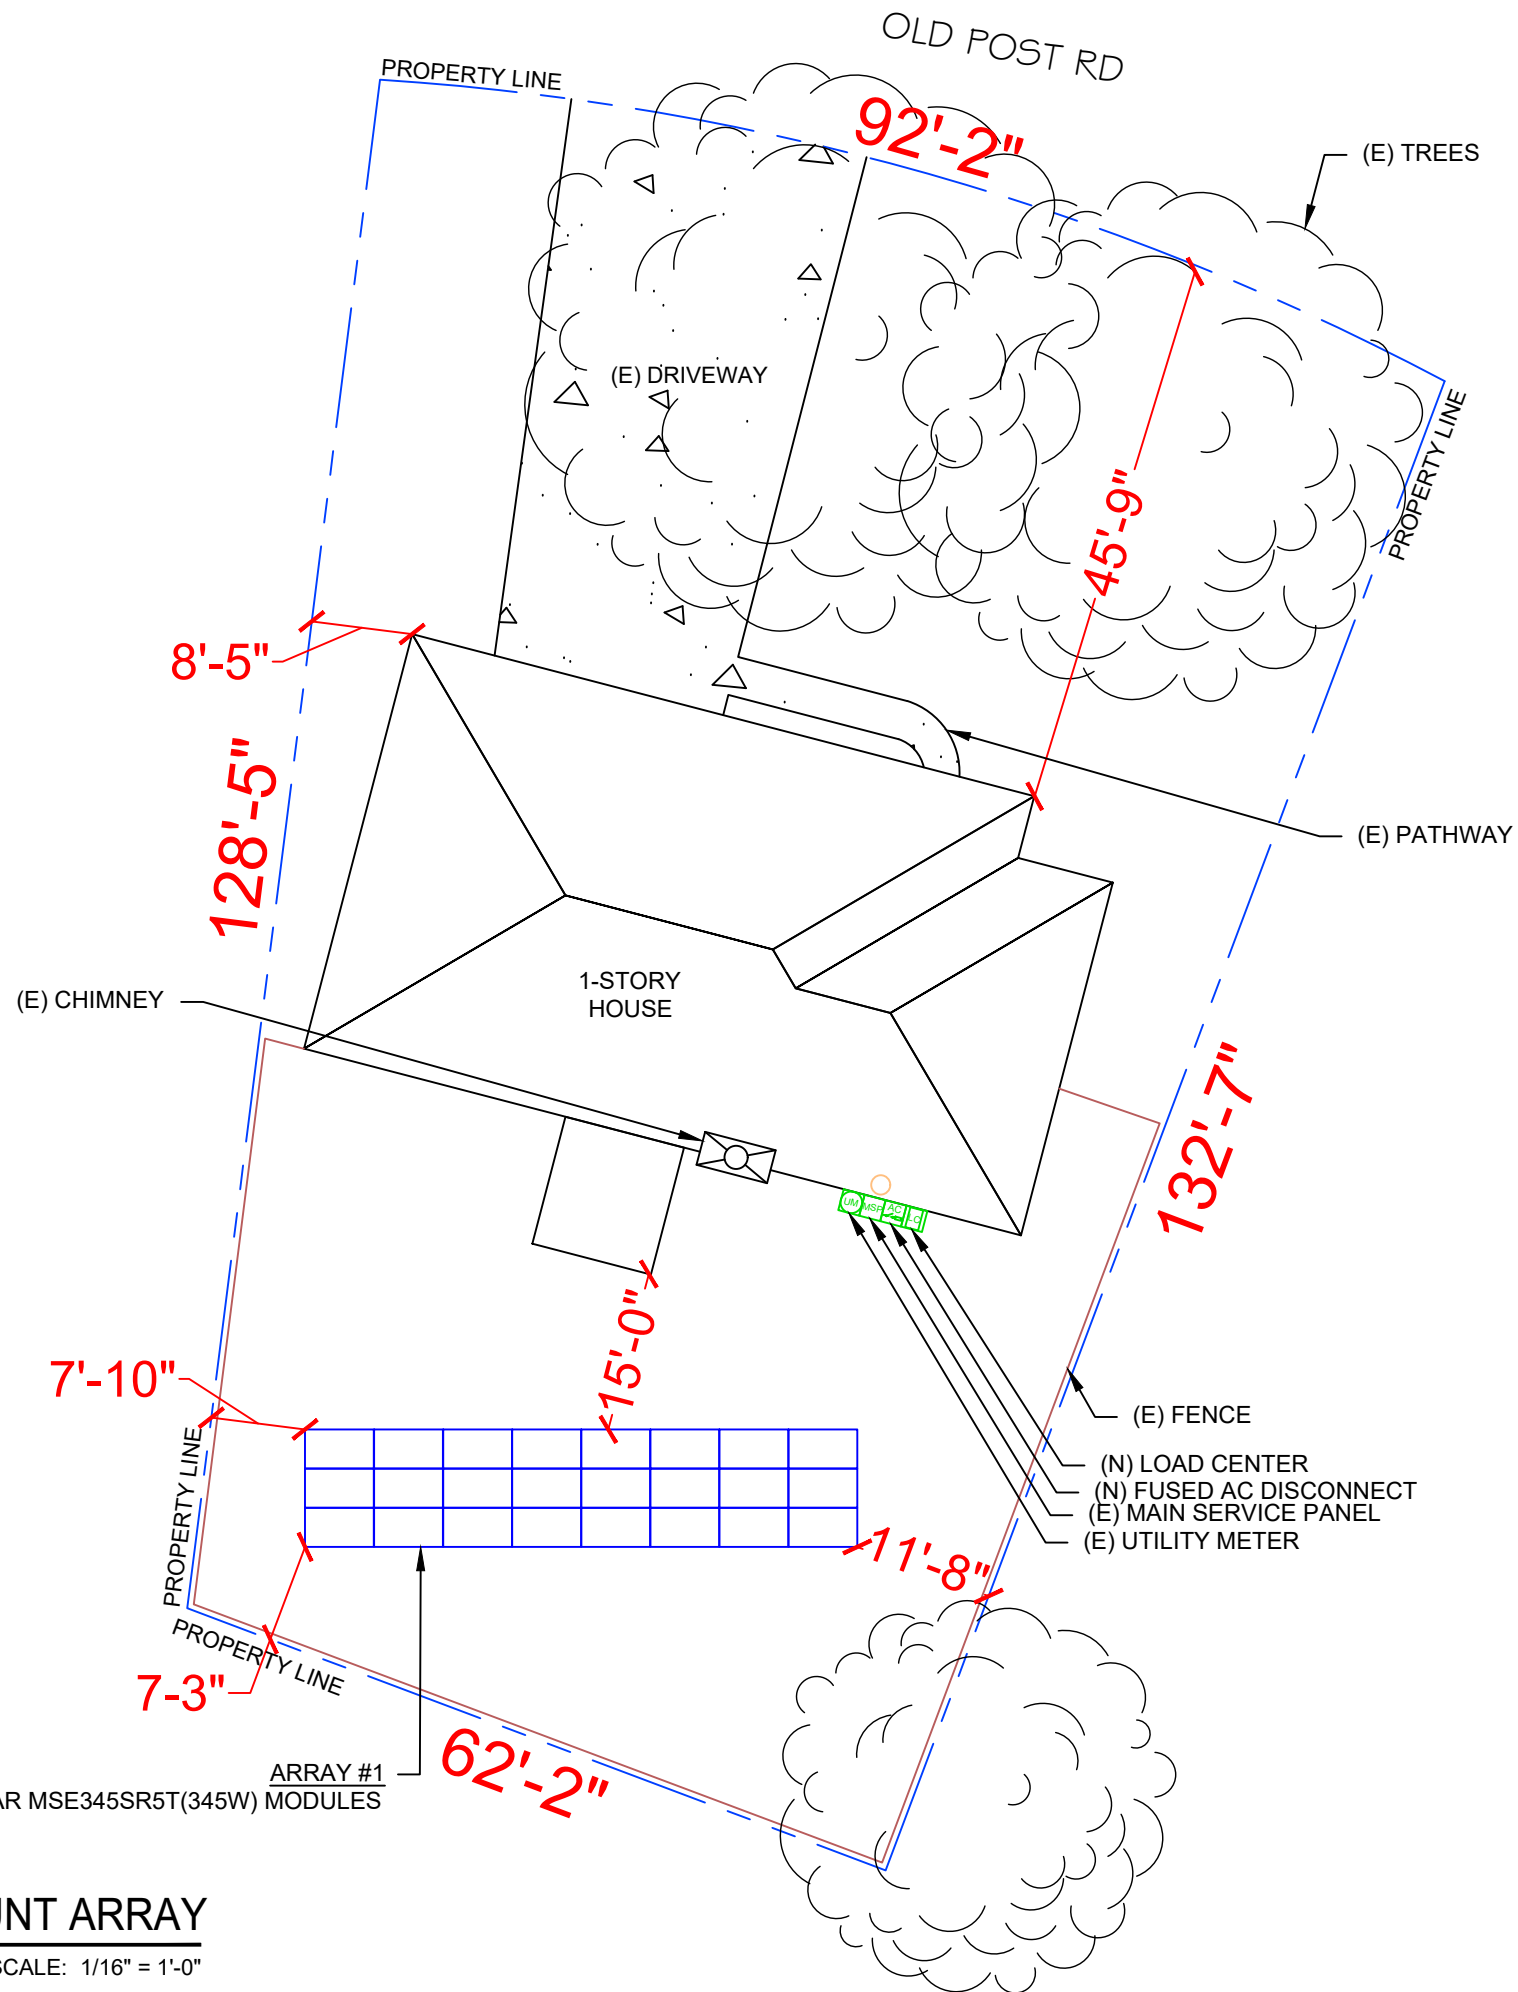 OLD POST RD
PROPERTY LINE
92'-2"
(E) TREES
(E) DRIVEWAY
PROPERTY LINE
45'-9"
8'-5"
128'-5"
(E) PATHWAY
1-STORY
HOUSE
(E) CHIMNEY
132'-7"
UM MSP AC LC
15'-0"
7'-10"
(E) FENCE
(N) LOAD CENTER
(N) FUSED AC DISCONNECT
(E) MAIN SERVICE PANEL
(E) UTILITY METER
PROPERTY LINE
11'-8"
PROPERTY LINE
7-3"
62'-2"
ARRAY #1
AR MSE345SR5T(345W) MODULES
UNT ARRAY
SCALE: 1/16" = 1'-0"